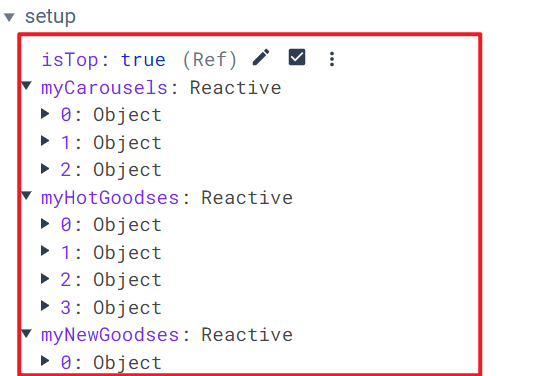 setup
isTop: true (Ref)
myCarousels: Reactive
0: Object
1: Object
2: Object
myHotGoodses: Reactive
0: Object
1: Object
2: Object
3: Object
myNewGoodses: Reactive
0: Object